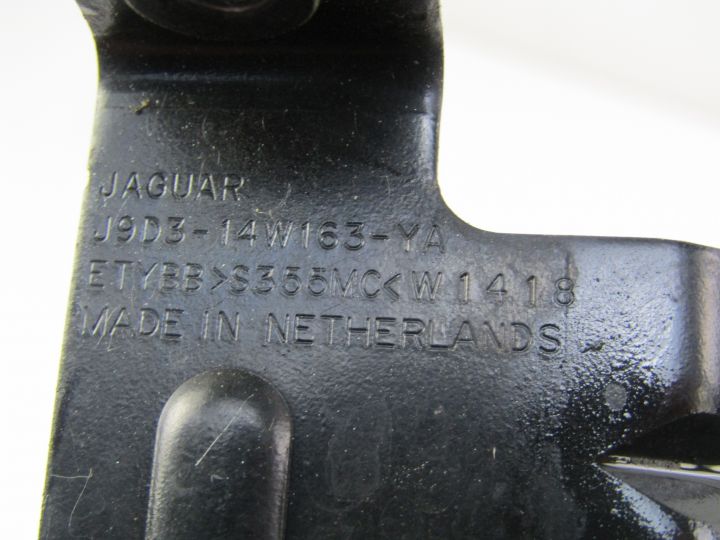 JAGUAR
J9D3-14W163-YA
ETYBB>S355MC<W1418
MADE IN NETHERLANDS